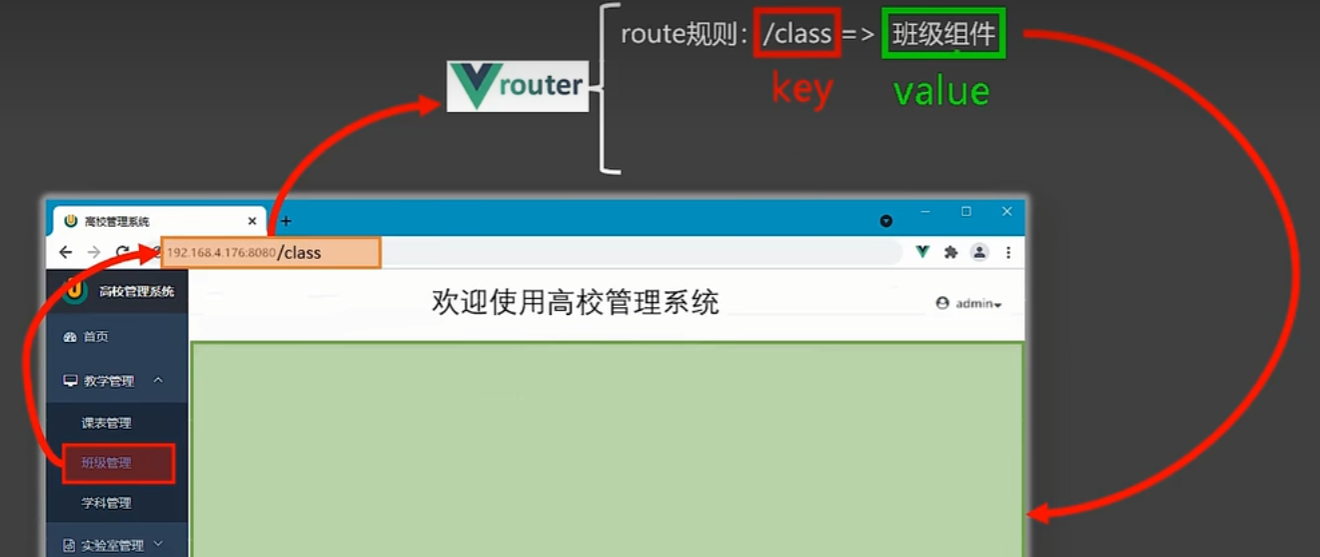 route规则：/class => 班级组件
key
value
router
高校管理系统
192.168.4.176:8080/class
高校管理系统
欢迎使用高校管理系统
admin
首页
教学管理
课表管理
班级管理
学科管理
实验室管理